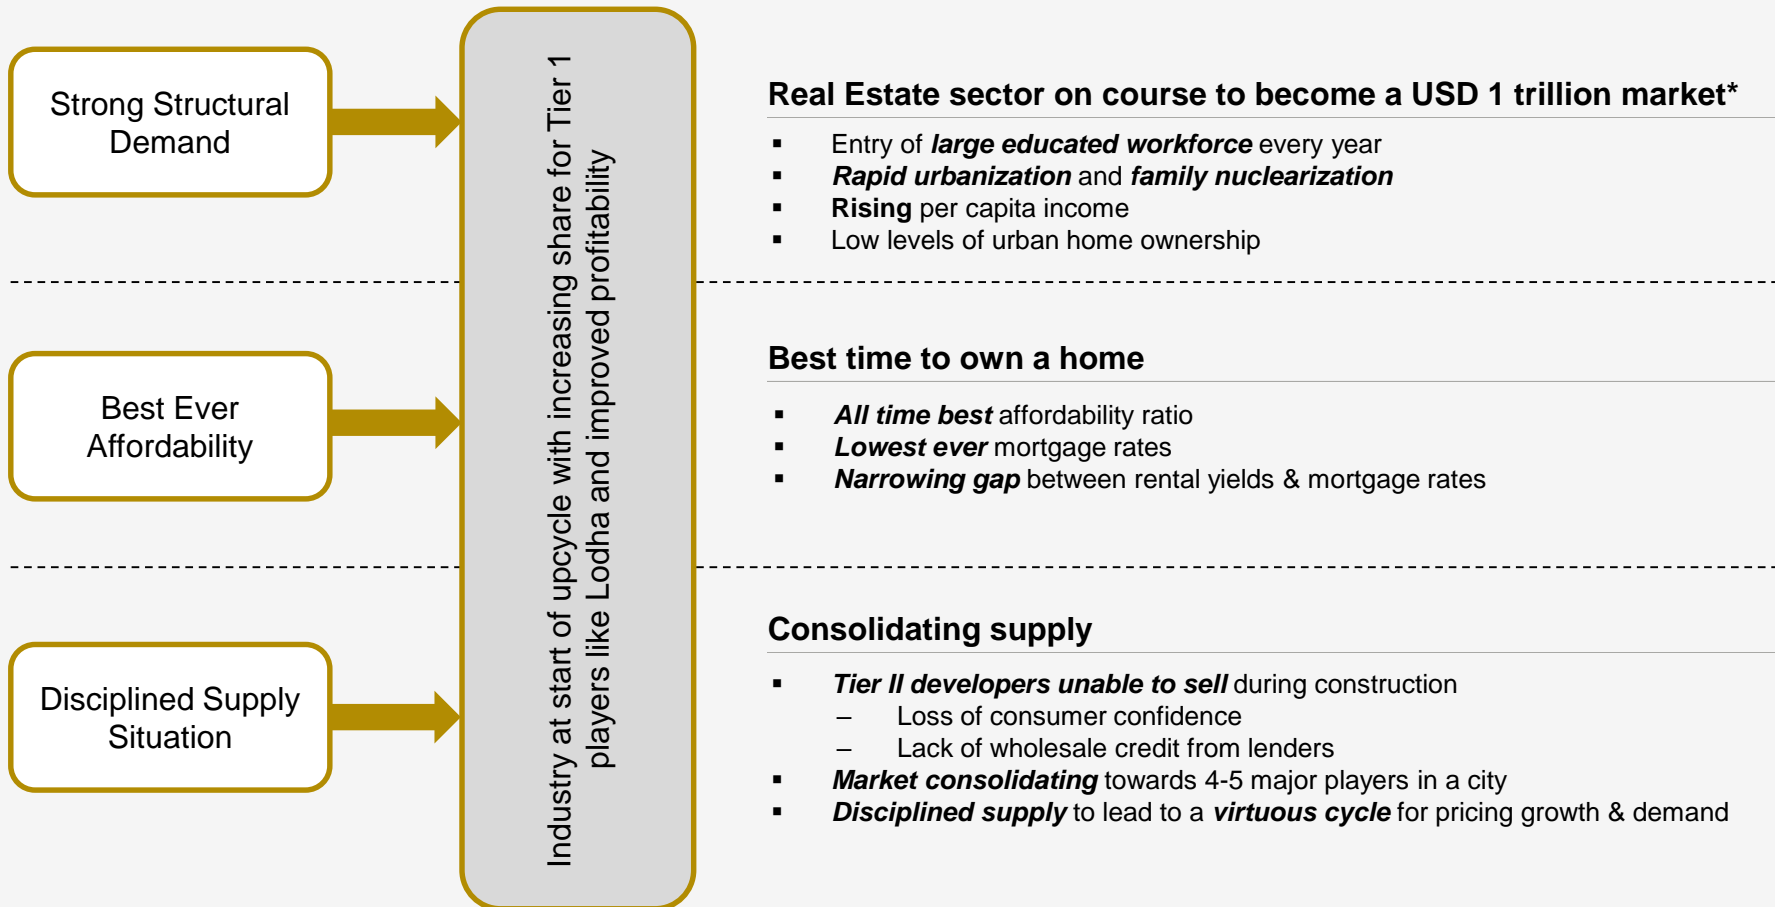 Strong Structural
Demand
Best Ever
Affordability
Disciplined Supply
Situation
Industry at start of upcycle with increasing share for Tier 1
players like Lodha and improved profitability
Real Estate sector on course to become a USD 1 trillion market*
▪ Entry of large educated workforce every year
▪ Rapid urbanization and family nuclearization
▪ Rising per capita income
▪ Low levels of urban home ownership
Best time to own a home
▪ All time best affordability ratio
▪ Lowest ever mortgage rates
▪ Narrowing gap between rental yields & mortgage rates
Consolidating supply
▪ Tier II developers unable to sell during construction
– Loss of consumer confidence
– Lack of wholesale credit from lenders
▪ Market consolidating towards 4-5 major players in a city
▪ Disciplined supply to lead to a virtuous cycle for pricing growth & demand